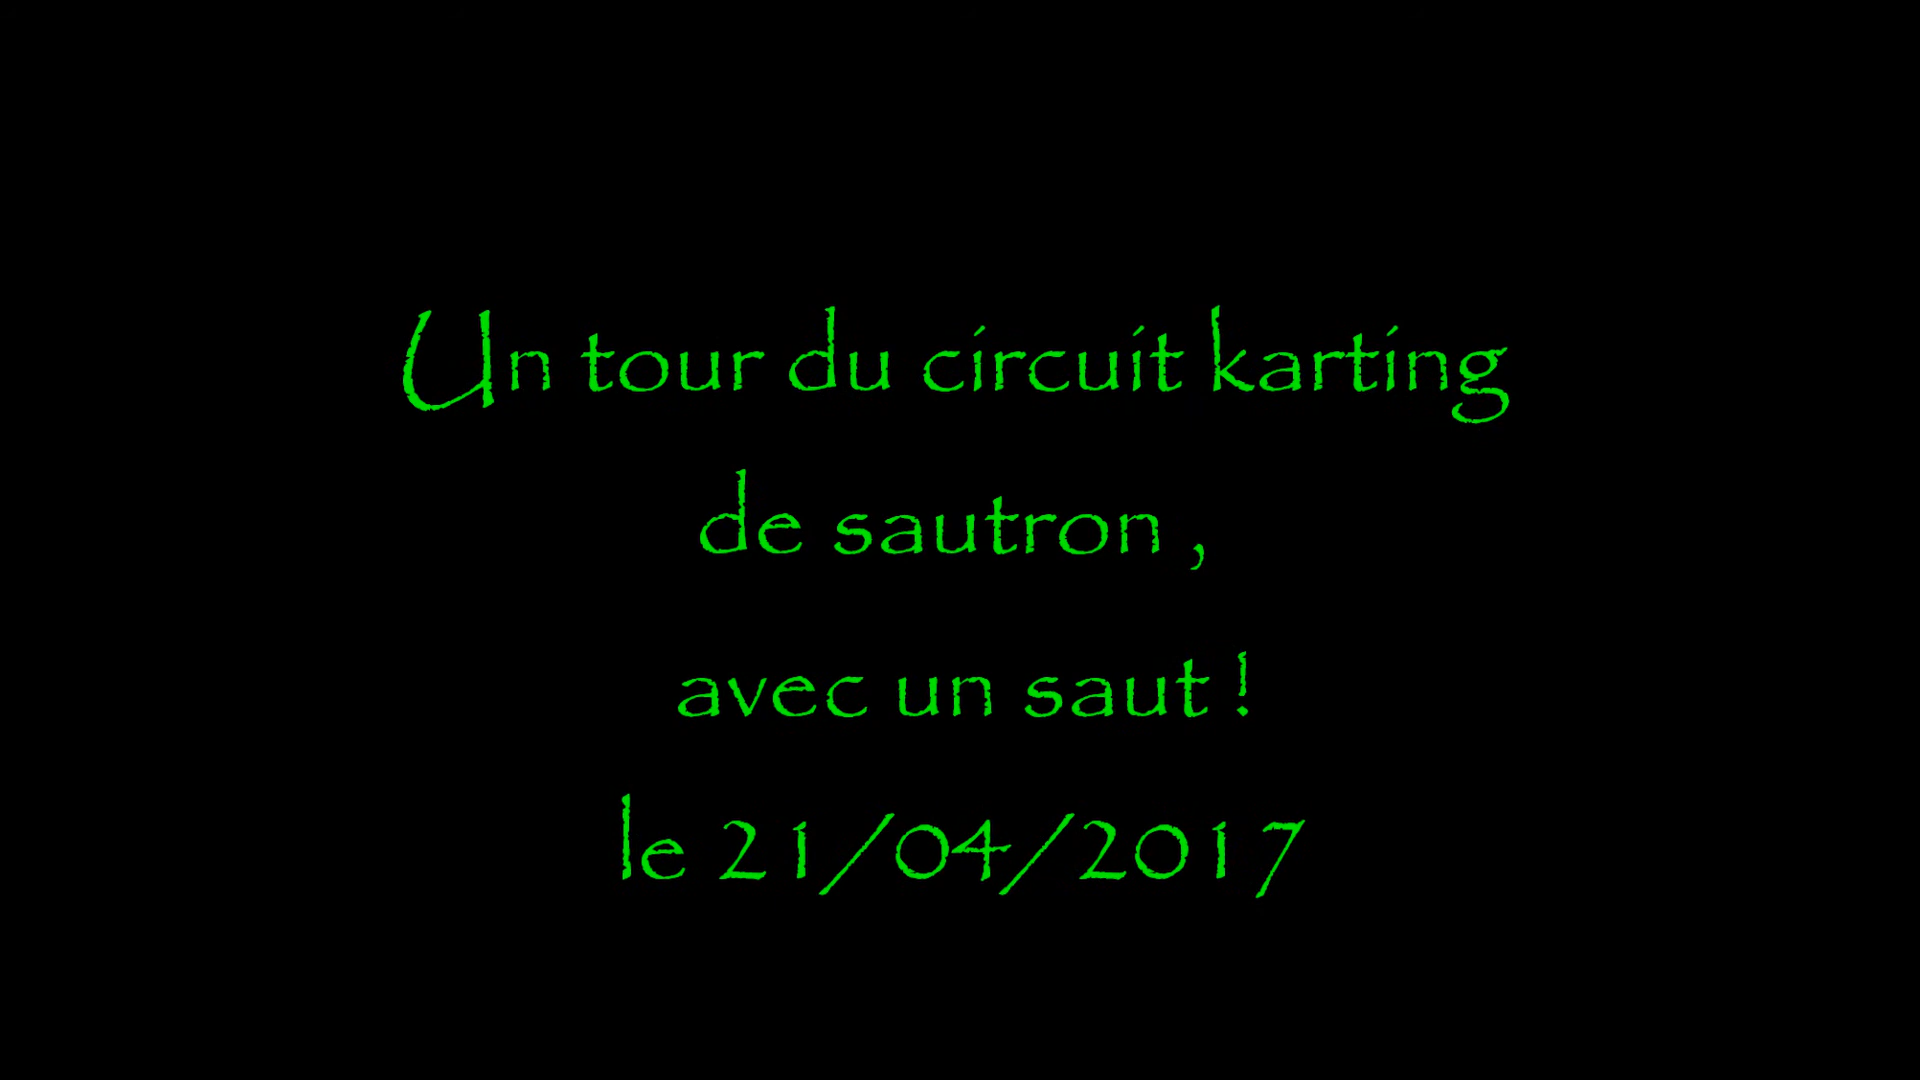 Un tour du circuit karting
de sautron ,
avec un saut !
le 21/04/2017